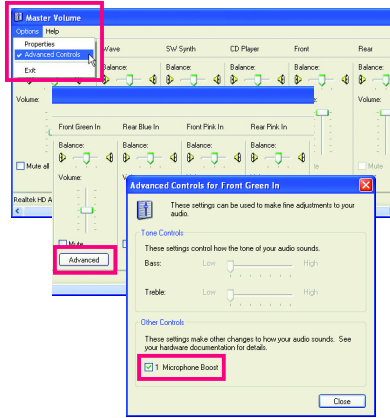 Master Volume
Options Help
Properties
Advanced Controls
Exit
Wave SW Synth CD Player Front Rear
Balance: Balance: Balance: Balance: Balance:
Volume:
Mute all
Mute
Realtek HD A
Front Green In Rear Blue In Front Pink In Rear Pink In
Balance: Balance: Balance: Balance:
Volume:
Mute
Advanced
Advanced Controls for Front Green In
These settings can be used to make fine adjustments to your
audio.
Tone Controls
These settings control how the tone of your audio sounds.
Bass: Low High
Treble: Low High
Other Controls
These settings make other changes to how your audio sounds. See
your hardware documentation for details.
1 Microphone Boost
Close